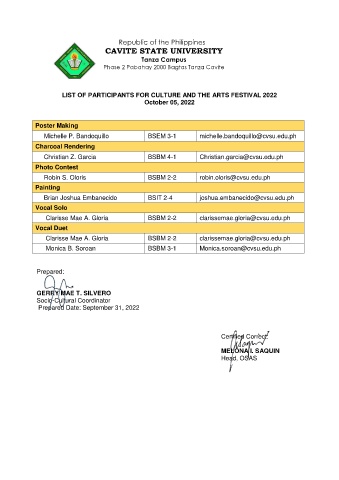 Republic of the Philippines
CAVITE STATE UNIVERSITY
Tanza Campus
Phase 2 Pabahay 2000 Bagtas Tanza Cavite
LIST OF PARTICIPANTS FOR CULTURE AND THE ARTS FESTIVAL 2022
October 05, 2022
Poster Making
Michelle P. Bandoquillo BSEM 3-1 michelle.bandoquillo@cvsu.edu.ph
Charcoal Rendering
Christian Z. Garcia BSBM 4-1 Christian.garcia@cvsu.edu.ph
Photo Contest
Robin S. Oloris BSBM 2-2 robin.oloris@cvsu.edu.ph
Painting
Brian Joshua Embanecido BSIT 2-4 joshua.embanecido@cvsu.edu.ph
Vocal Solo
Clarisse Mae A. Gloria BSBM 2-2 clarissemae.gloria@cvsu.edu.ph
Vocal Duet
Clarisse Mae A. Gloria BSBM 2-2 clarissemae.gloria@cvsu.edu.ph
Monica B. Soroan BSBM 3-1 Monica.soroan@cvsu.edu.ph
Prepared:
GERRY MAE T. SILVERO
Socio-Cultural Coordinator
Prepared Date: September 31, 2022
Certified Correct:
MELONA I. SAQUIN
Head, OSAS